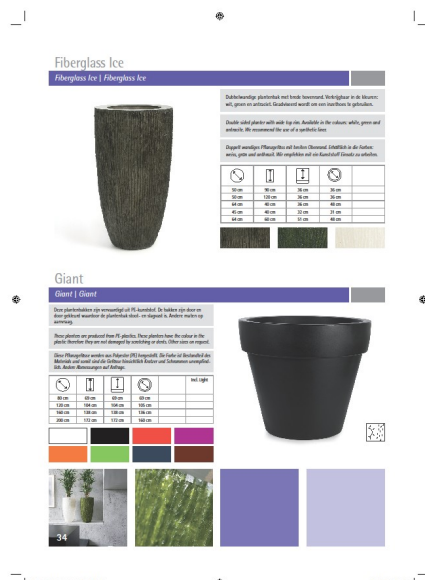 Fiberglass Ice
Fiberglass Ice | Fiberglass Ice
Dubbelwandige plantenbak met brede bovenrand. Verkrijgbaar in de kleuren:
wit, groen en antraciet. Geadviseerd wordt om een inzethoes te gebruiken.
Double sided planter with wide top rim. Available in the colours: white, green and
antracite. We recommend the use of a synthetic liner.
Doppelt wandiges Pflanzgefäss mit breiten Oberrand. Erhältlich in die Farben:
weiss, grün und anthrazit. Wir empfehlen mit ein Kunststoff Einsatz zu arbeiten.
50 cm 90 cm 36 cm 36 cm
50 cm 120 cm 36 cm 36 cm
64 cm 40 cm 36 cm 48 cm
45 cm 40 cm 32 cm 31 cm
64 cm 60 cm 51 cm 48 cm
Giant
Giant | Giant
Deze plantenbakken zijn vervaardigd uit PE-kunststof. De bakken zijn door en
door gekleurd waardoor de plantenbak stoot- en slagvast is. Andere maten op
aanvraag.
These planters are produced from PE-plastics. These planters have the colour in the
plastic therefore they are not damaged by scratching or dents. Other sizes on request.
Diese Pflanzgefässe werden aus Polyester (PE) hergestellt. Die Farbe ist Bestandteil des
Materials und somit sind die Gefässe hinsichtlich Kratzer und Schrammen unempfind-
lich. Andere Abmessungen auf Anfrage.
incl. Light
80 cm 69 cm 69 cm 69 cm
120 cm 104 cm 104 cm 105 cm
160 cm 138 cm 138 cm 136 cm
200 cm 172 cm 172 cm 168 cm
34